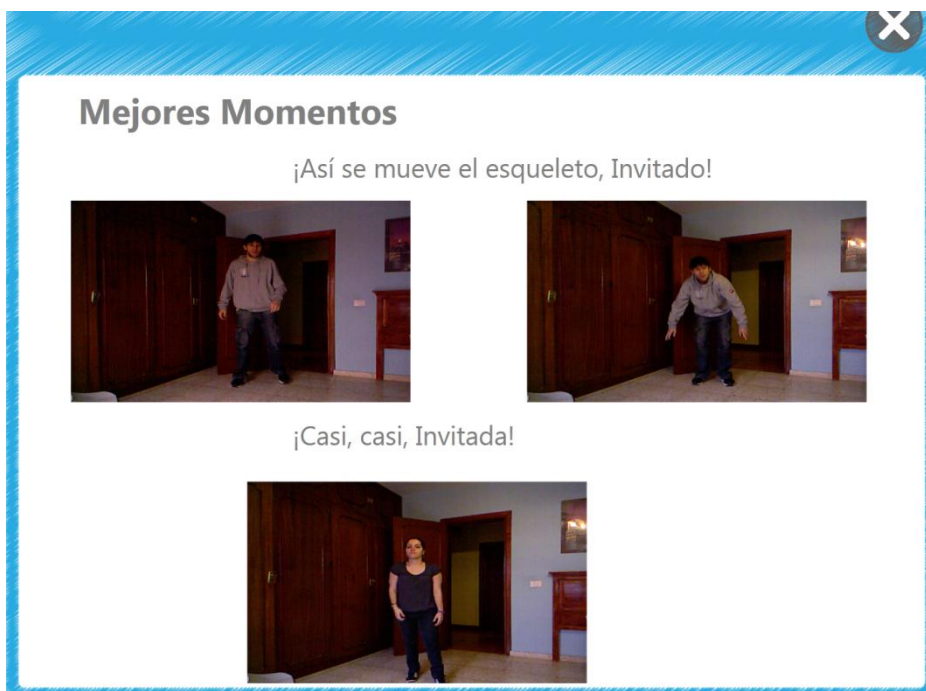 Mejores Momentos
¡Así se mueve el esqueleto, Invitado!
¡Casi, casi, Invitada!